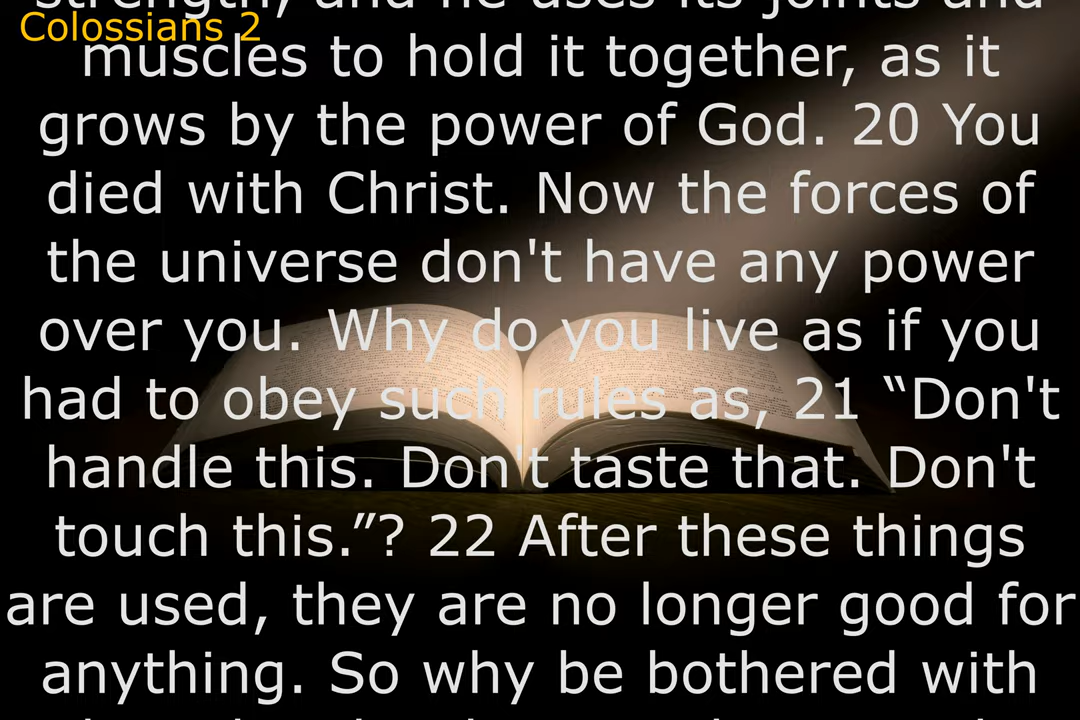 strength, and he uses its joints and
Colossians 2
muscles to hold it together, as it
grows by the power of God. 20 You
died with Christ. Now the forces of
the universe don't have any power
over you. Why do you live as if you
had to obey such rules as, 21 “Don't
handle this. Don't taste that. Don't
touch this.”? 22 After these things
are used, they are no longer good for
anything. So why be bothered with